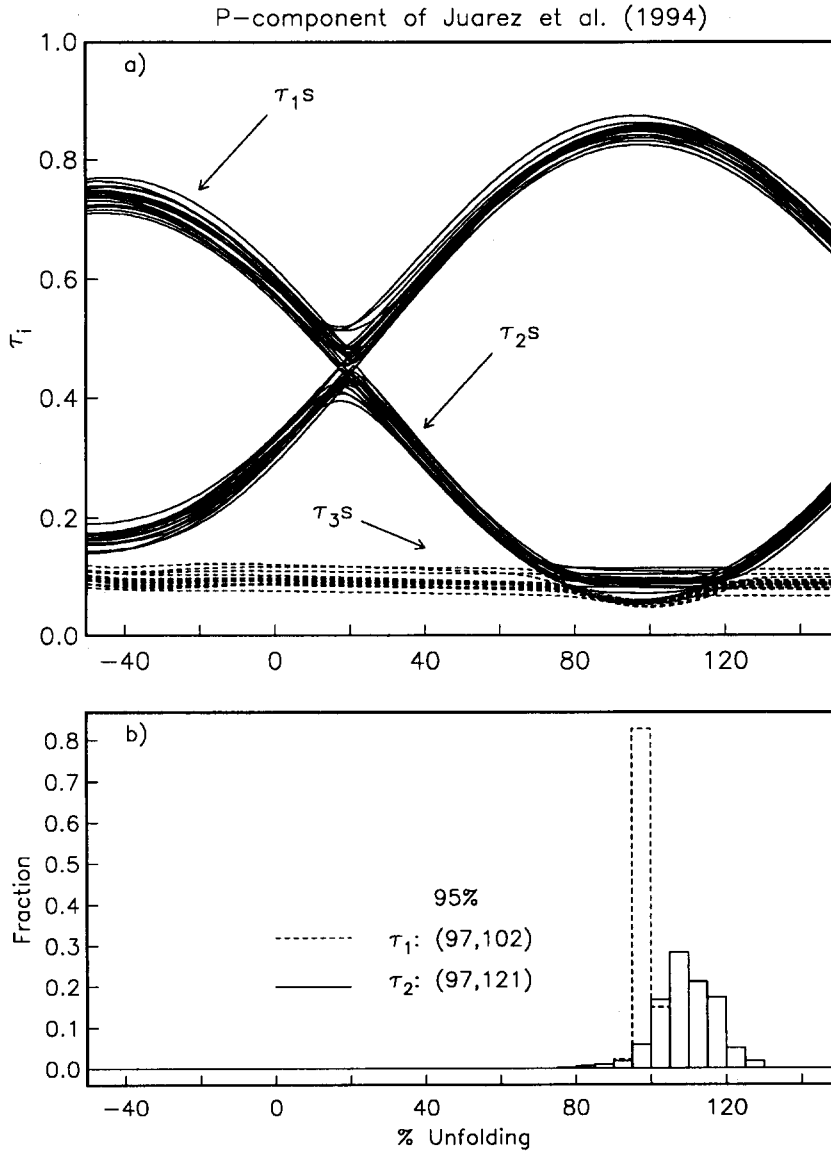 P-component of Juarez et al. (1994)
1.0
a)
τ₁s
0.8
0.6
τᵢ
τ₂s
0.4
τ₃s
0.2
0.0
-40 0 40 80 120
b)
0.8
0.7
0.6
0.5
Fraction
0.4
95%
0.3
τ₁: (97,102)
0.2
τ₂: (97,121)
0.1
0.0
-40 0 40 80 120
% Unfolding